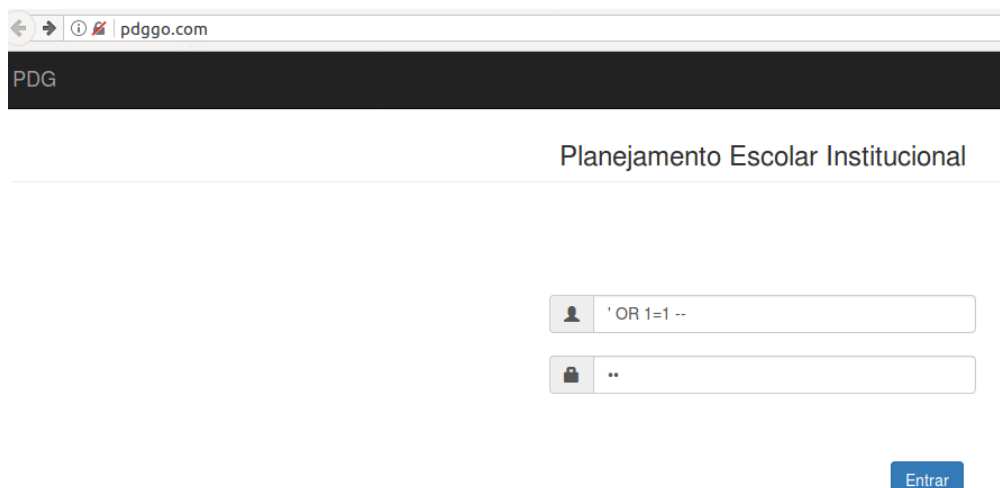 pdggo.com
PDG
Planejamento Escolar Institucional
' OR 1=1 --
••
Entrar